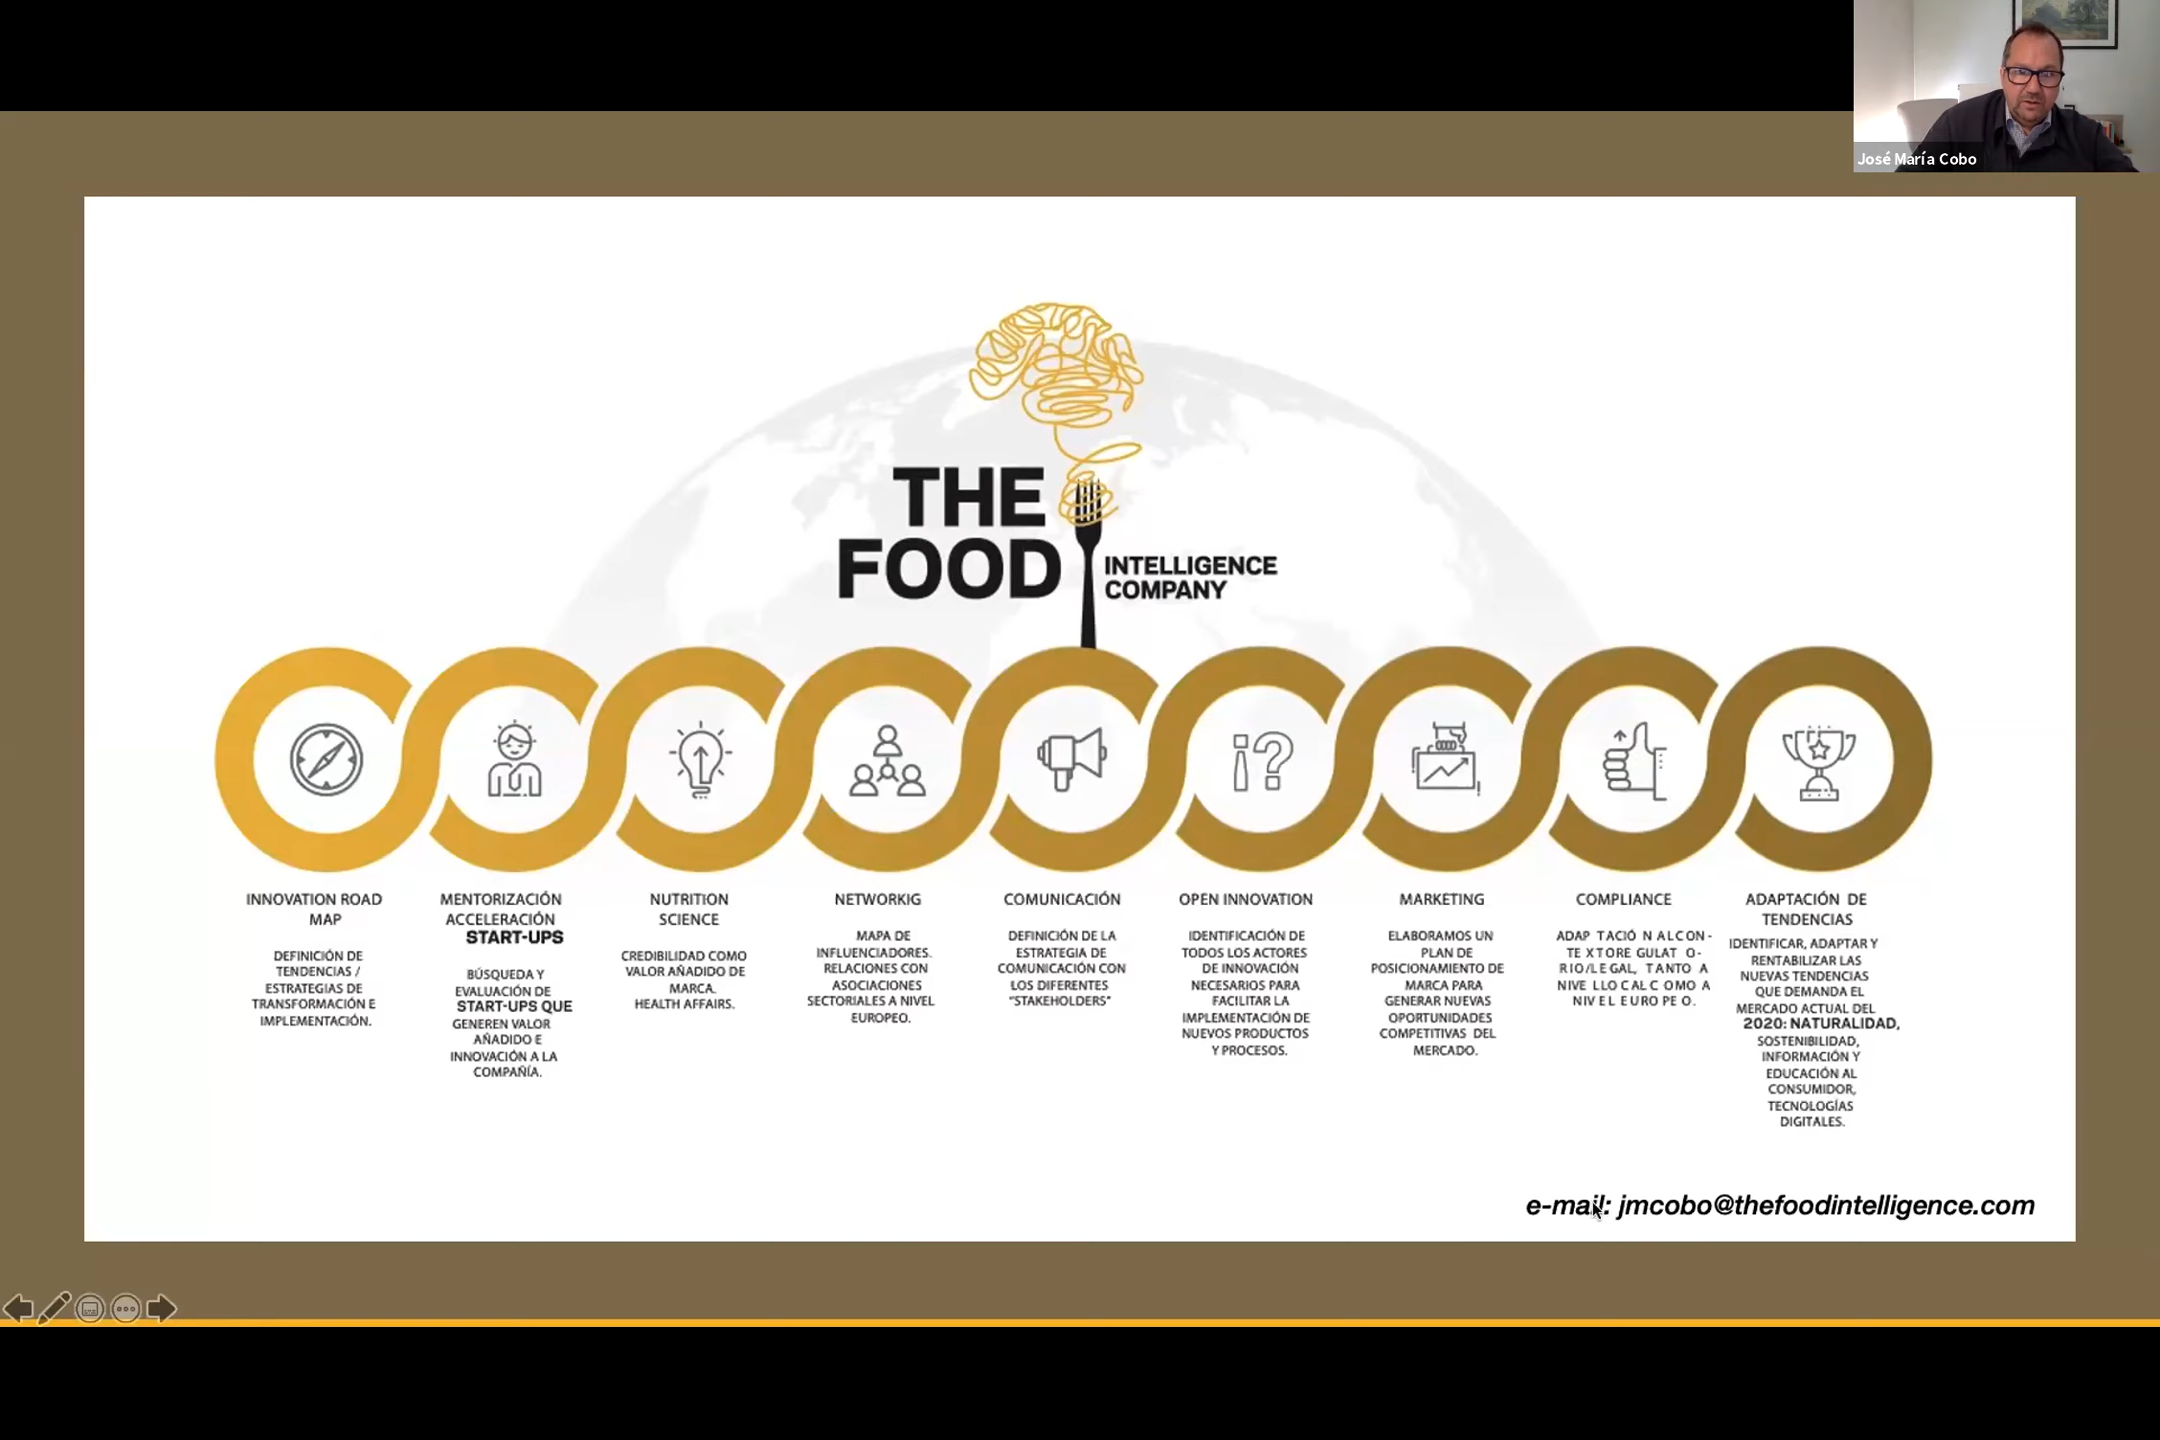 José María Cobo
THE
FOOD
INTELLIGENCE
COMPANY
INNOVATION ROAD
MAP
DEFINICIÓN DE
TENDENCIAS /
ESTRATEGIAS DE
TRANSFORMACIÓN E
IMPLEMENTACIÓN.
MENTORIZACIÓN
ACCELERACIÓN
START-UPS
BÚSQUEDA Y
EVALUACIÓN DE
START-UPS QUE
GENEREN VALOR
AÑADIDO E
INNOVACIÓN A LA
COMPAÑÍA.
NUTRITION
SCIENCE
CREDIBILIDAD COMO
VALOR AÑADIDO DE
MARCA.
HEALTH AFFAIRS.
NETWORKIG
MAPA DE
INFLUENCIADORES.
RELACIONES CON
ASOCIACIONES
SECTORIALES A NIVEL
EUROPEO.
COMUNICACIÓN
DEFINICIÓN DE LA
ESTRATEGIA DE
COMUNICACIÓN CON
LOS DIFERENTES
"STAKEHOLDERS"
OPEN INNOVATION
IDENTIFICACIÓN DE
TODOS LOS ACTORES
DE INNOVACIÓN
NECESARIOS PARA
FACILITAR LA
IMPLEMENTACIÓN DE
NUEVOS PRODUCTOS
Y PROCESOS.
MARKETING
ELABORAMOS UN
PLAN DE
POSICIONAMIENTO DE
MARCA PARA
GENERAR NUEVAS
OPORTUNIDADES
COMPETITIVAS DEL
MERCADO.
COMPLIANCE
ADAP TACIÓ N AL CON-
TE X TO RE GULAT O-
RIO/LE GAL, TANTO A
NIVE L LO CAL C OMO A
NIV E L EURO PE O.
ADAPTACIÓN DE
TENDENCIAS
IDENTIFICAR, ADAPTAR Y
RENTABILIZAR LAS
NUEVAS TENDENCIAS
QUE DEMANDA EL
MERCADO ACTUAL DEL
2020: NATURALIDAD,
SOSTENIBILIDAD,
INFORMACIÓN Y
EDUCACIÓN AL
CONSUMIDOR,
TECNOLOGÍAS
DIGITALES.
e-mail: jmcobo@thefoodintelligence.com